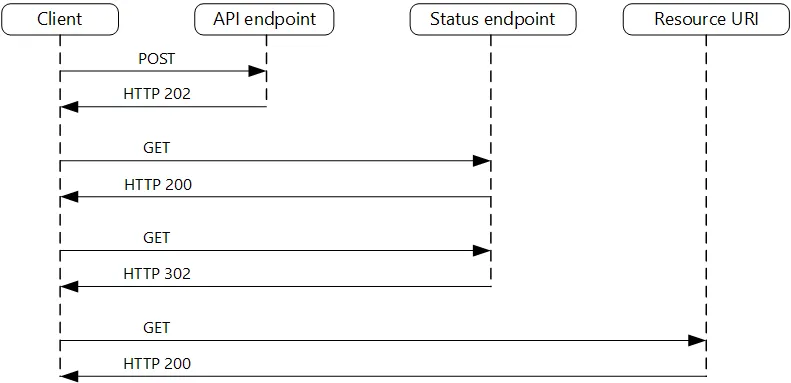 Client
API endpoint
Status endpoint
Resource URI
POST
HTTP 202
GET
HTTP 200
GET
HTTP 302
GET
HTTP 200